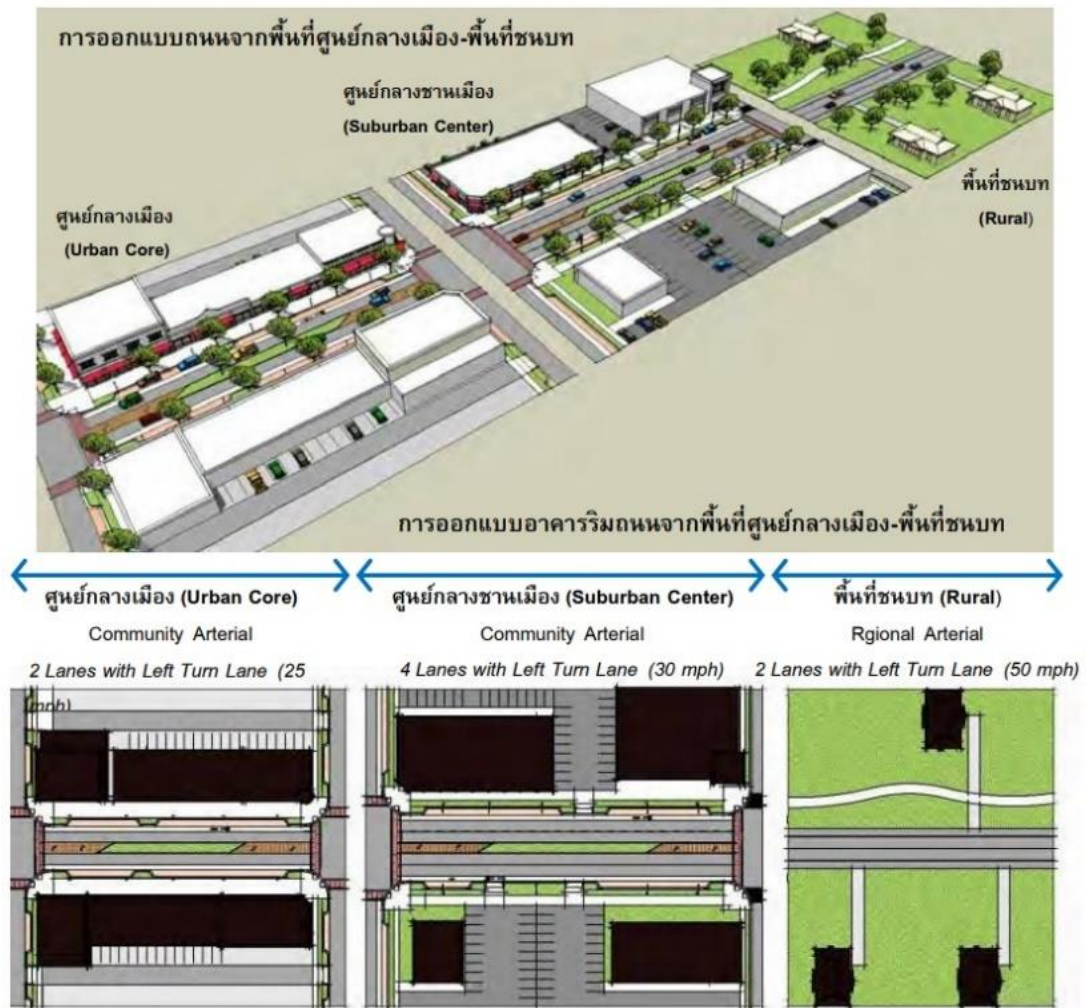 การออกแบบถนนจากพื้นที่ศูนย์กลางเมือง-พื้นที่ชนบท
ศูนย์กลางชานเมือง
(Suburban Center)
ศูนย์กลางเมือง
(Urban Core)
พื้นที่ชนบท
(Rural)
การออกแบบอาคารริมถนนจากพื้นที่ศูนย์กลางเมือง-พื้นที่ชนบท
ศูนย์กลางเมือง (Urban Core)
Community Arterial
2 Lanes with Left Turn Lane (25
mph)
ศูนย์กลางชานเมือง (Suburban Center)
Community Arterial
4 Lanes with Left Turn Lane (30 mph)
พื้นที่ชนบท (Rural)
Rgional Arterial
2 Lanes with Left Turn Lane (50 mph)